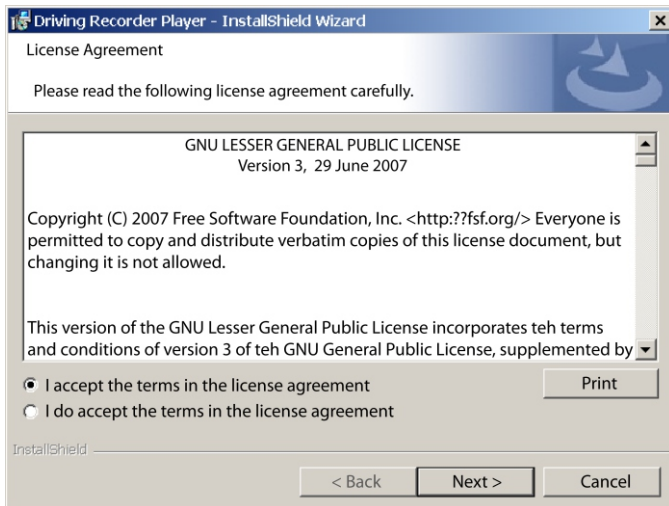 Driving Recorder Player - InstallShield Wizard
License Agreement
Please read the following license agreement carefully.
GNU LESSER GENERAL PUBLIC LICENSE
Version 3, 29 June 2007
Copyright (C) 2007 Free Software Foundation, Inc. <http:??fsf.org/> Everyone is
permitted to copy and distribute verbatim copies of this license document, but
changing it is not allowed.
This version of the GNU Lesser General Public License incorporates teh terms
and conditions of version 3 of teh GNU General Public License, supplemented by
I accept the terms in the license agreement
Print
I do accept the terms in the license agreement
InstallShield
< Back
Next >
Cancel